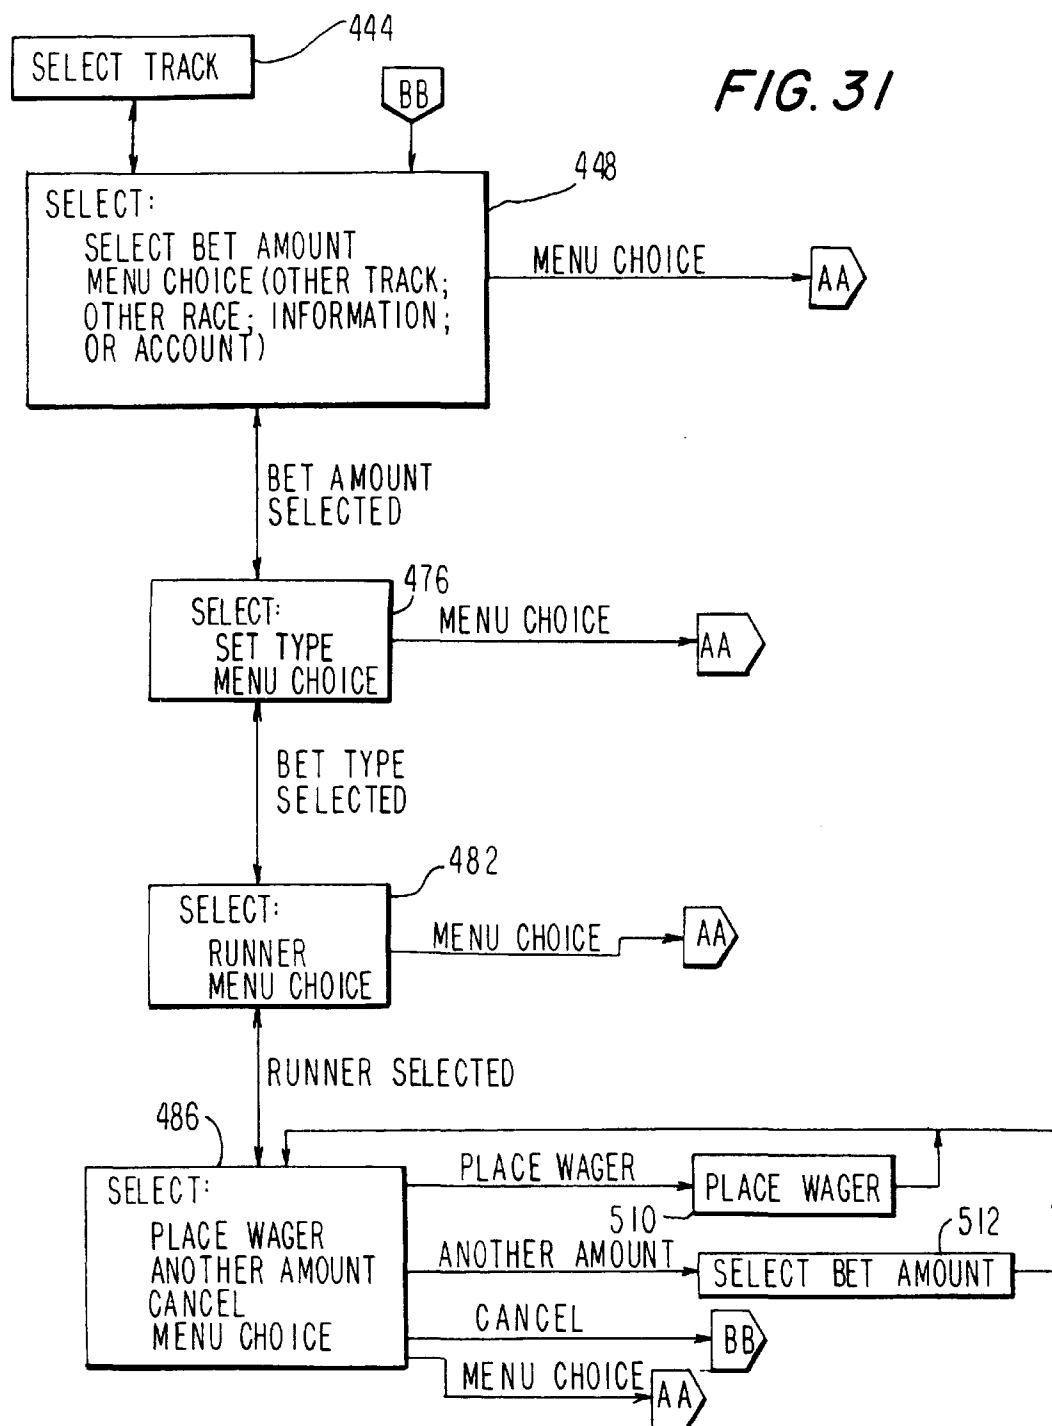 444
SELECT TRACK
BB
FIG. 31
448
SELECT:
SELECT BET AMOUNT
MENU CHOICE (OTHER TRACK;
OTHER RACE; INFORMATION;
OR ACCOUNT)
MENU CHOICE
AA
BET AMOUNT
SELECTED
476
SELECT:
SET TYPE
MENU CHOICE
MENU CHOICE
AA
BET TYPE
SELECTED
482
SELECT:
RUNNER
MENU CHOICE
MENU CHOICE
AA
RUNNER SELECTED
486
SELECT:
PLACE WAGER
ANOTHER AMOUNT
CANCEL
MENU CHOICE
PLACE WAGER
PLACE WAGER
510
512
ANOTHER AMOUNT
SELECT BET AMOUNT
CANCEL
BB
MENU CHOICE
AA